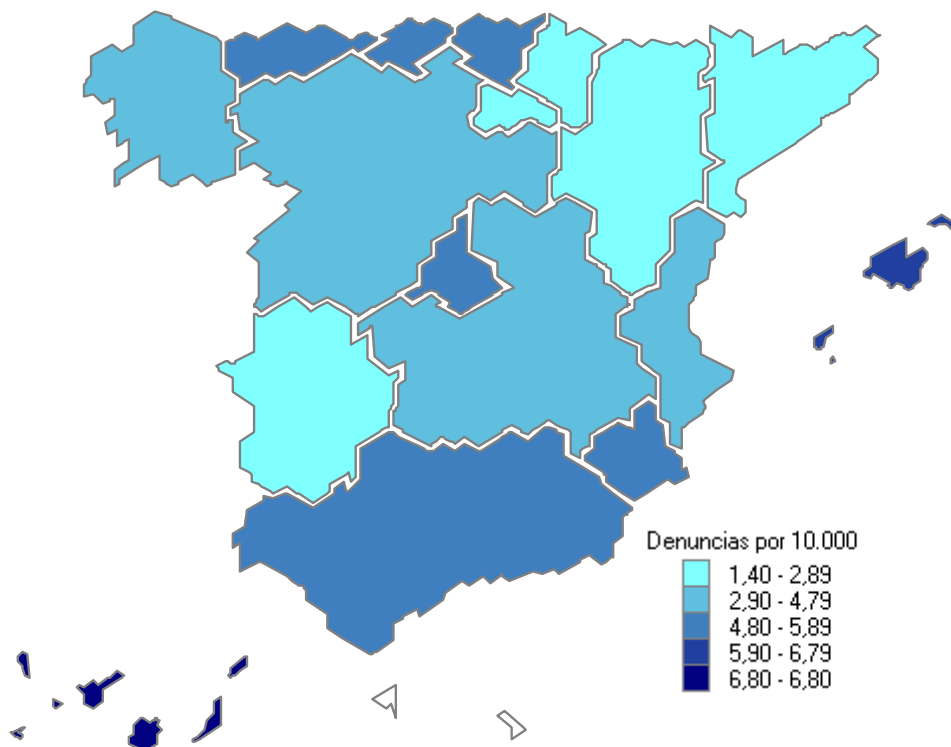 Denuncias por 10.000
1,40 - 2,89
2,90 - 4,79
4,80 - 5,89
5,90 - 6,79
6,80 - 6,80